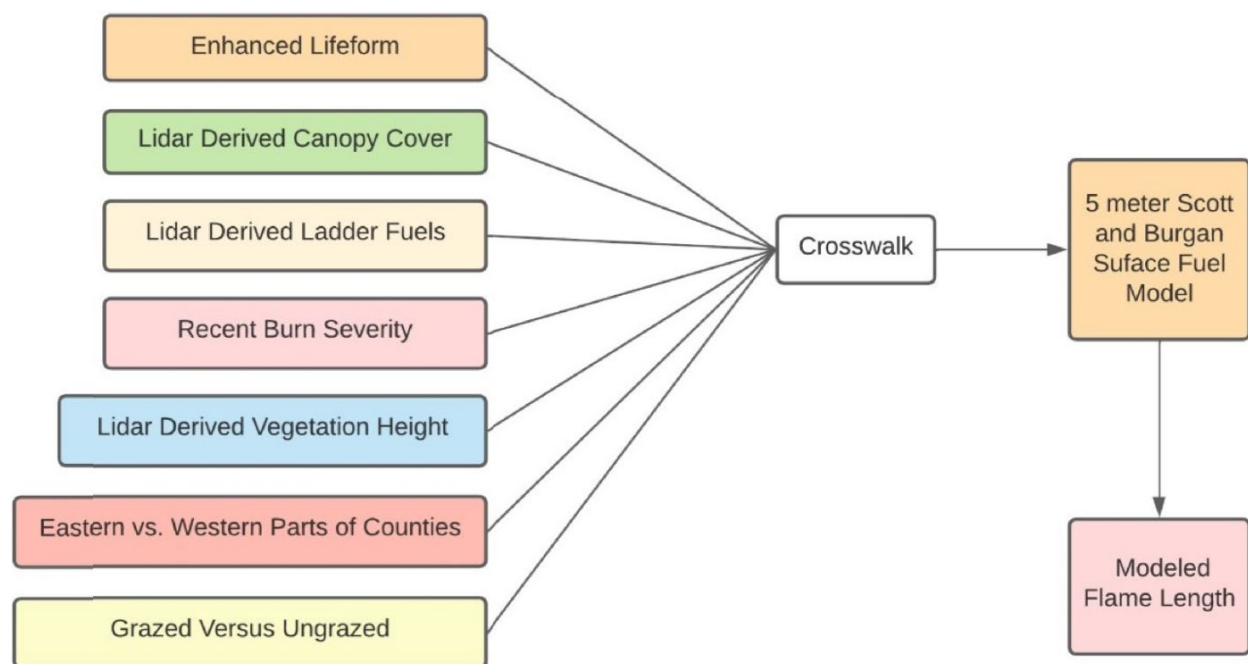 Enhanced Lifeform
Lidar Derived Canopy Cover
Lidar Derived Ladder Fuels
Recent Burn Severity
Lidar Derived Vegetation Height
Eastern vs. Western Parts of Counties
Grazed Versus Ungrazed
Crosswalk
5 meter Scott
and Burgan
Suface Fuel
Model
Modeled
Flame Length